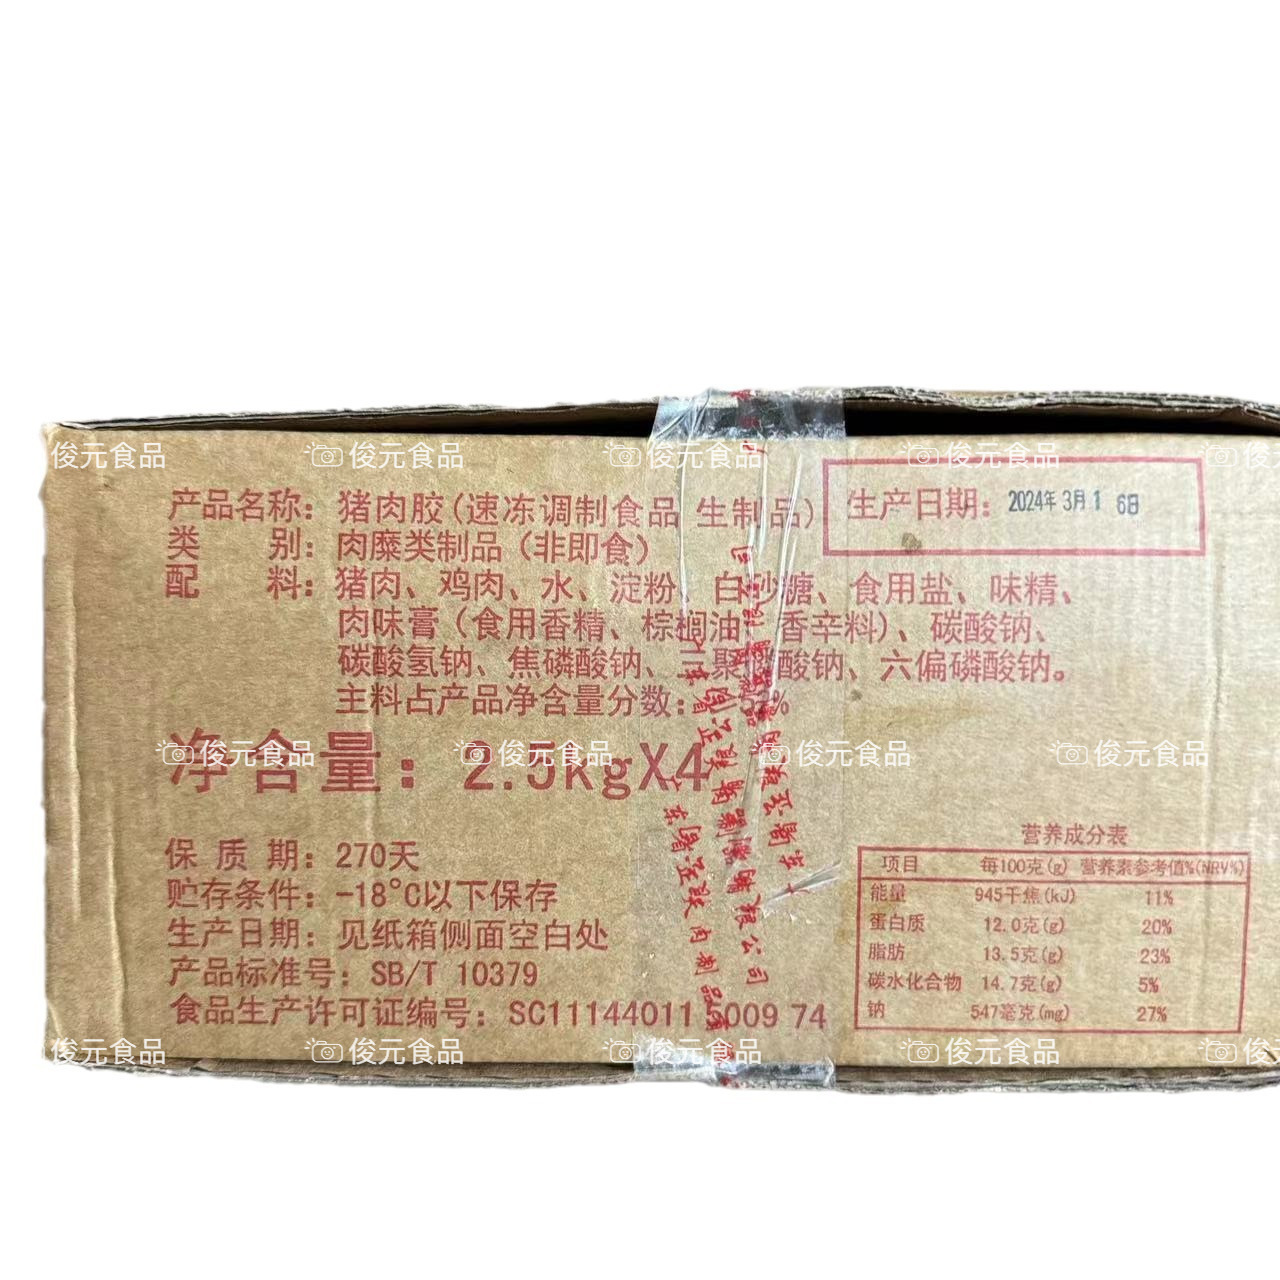 产品名称：猪肉胶(速冻调制食品 生制品)
生产日期：2024年 3月1 6日
类 别：肉糜类制品（非即食）
配 料：猪肉、鸡肉、水、淀粉、白砂糖、食用盐、味精、
肉味膏（食用香精、棕榈油、香辛料）、碳酸钠、
碳酸氢钠、焦磷酸钠、三聚磷酸钠、六偏磷酸钠。
主料占产品净含量分数：
净含量：2.5kgX4
保 质 期：270天
贮存条件：-18°C以下保存
生产日期：见纸箱侧面空白处
产品标准号：SB/T 10379
食品生产许可证编号：SC11144011 009 74
营养成分表
项目 每100克(g) 营养素参考值%(NRV%)
能量 945千焦(kJ) 11%
蛋白质 12.0克(g) 20%
脂肪 13.5克(g) 23%
碳水化合物 14.7克(g) 5%
钠 547毫克(mg) 27%
俊元食品 俊元食品 俊元食品 俊元食品
俊元食品 俊元食品 俊元食品 俊元食品
俊元食品 俊元食品 俊元食品 俊元食品